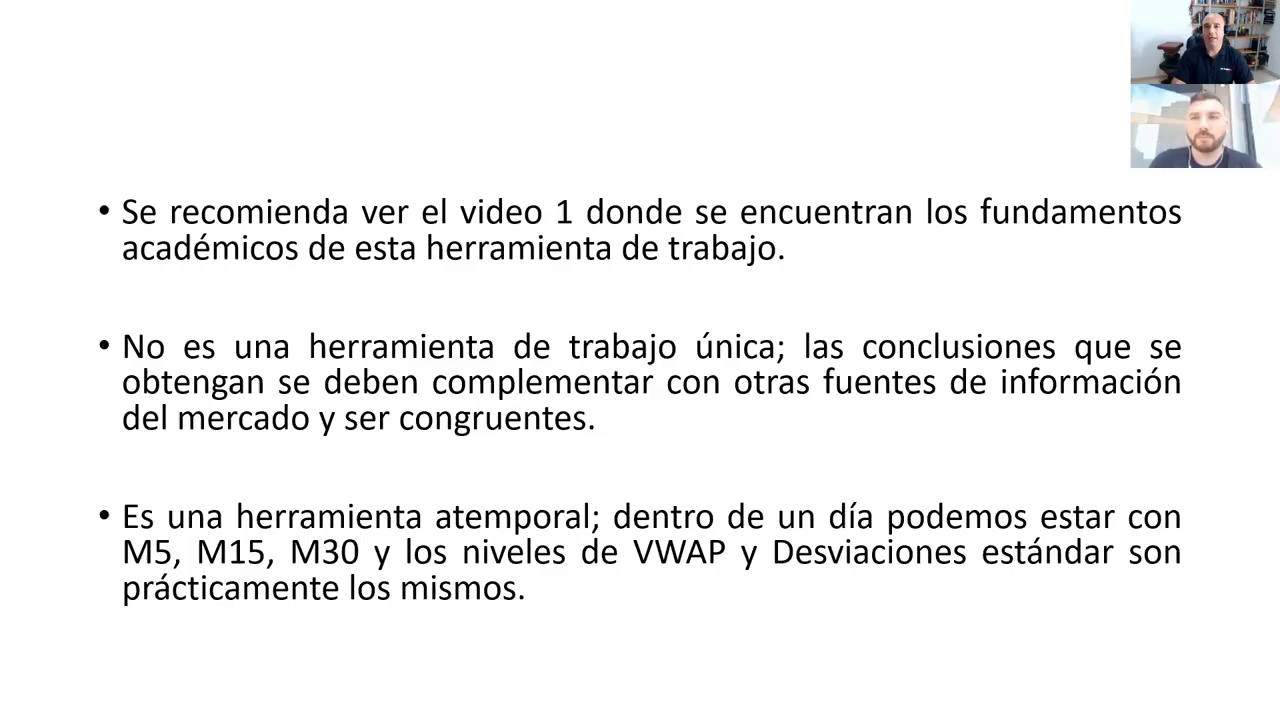 • Se recomienda ver el video 1 donde se encuentran los fundamentos
académicos de esta herramienta de trabajo.
• No es una herramienta de trabajo única; las conclusiones que se
obtengan se deben complementar con otras fuentes de información
del mercado y ser congruentes.
• Es una herramienta atemporal; dentro de un día podemos estar con
M5, M15, M30 y los niveles de VWAP y Desviaciones estándar son
prácticamente los mismos.